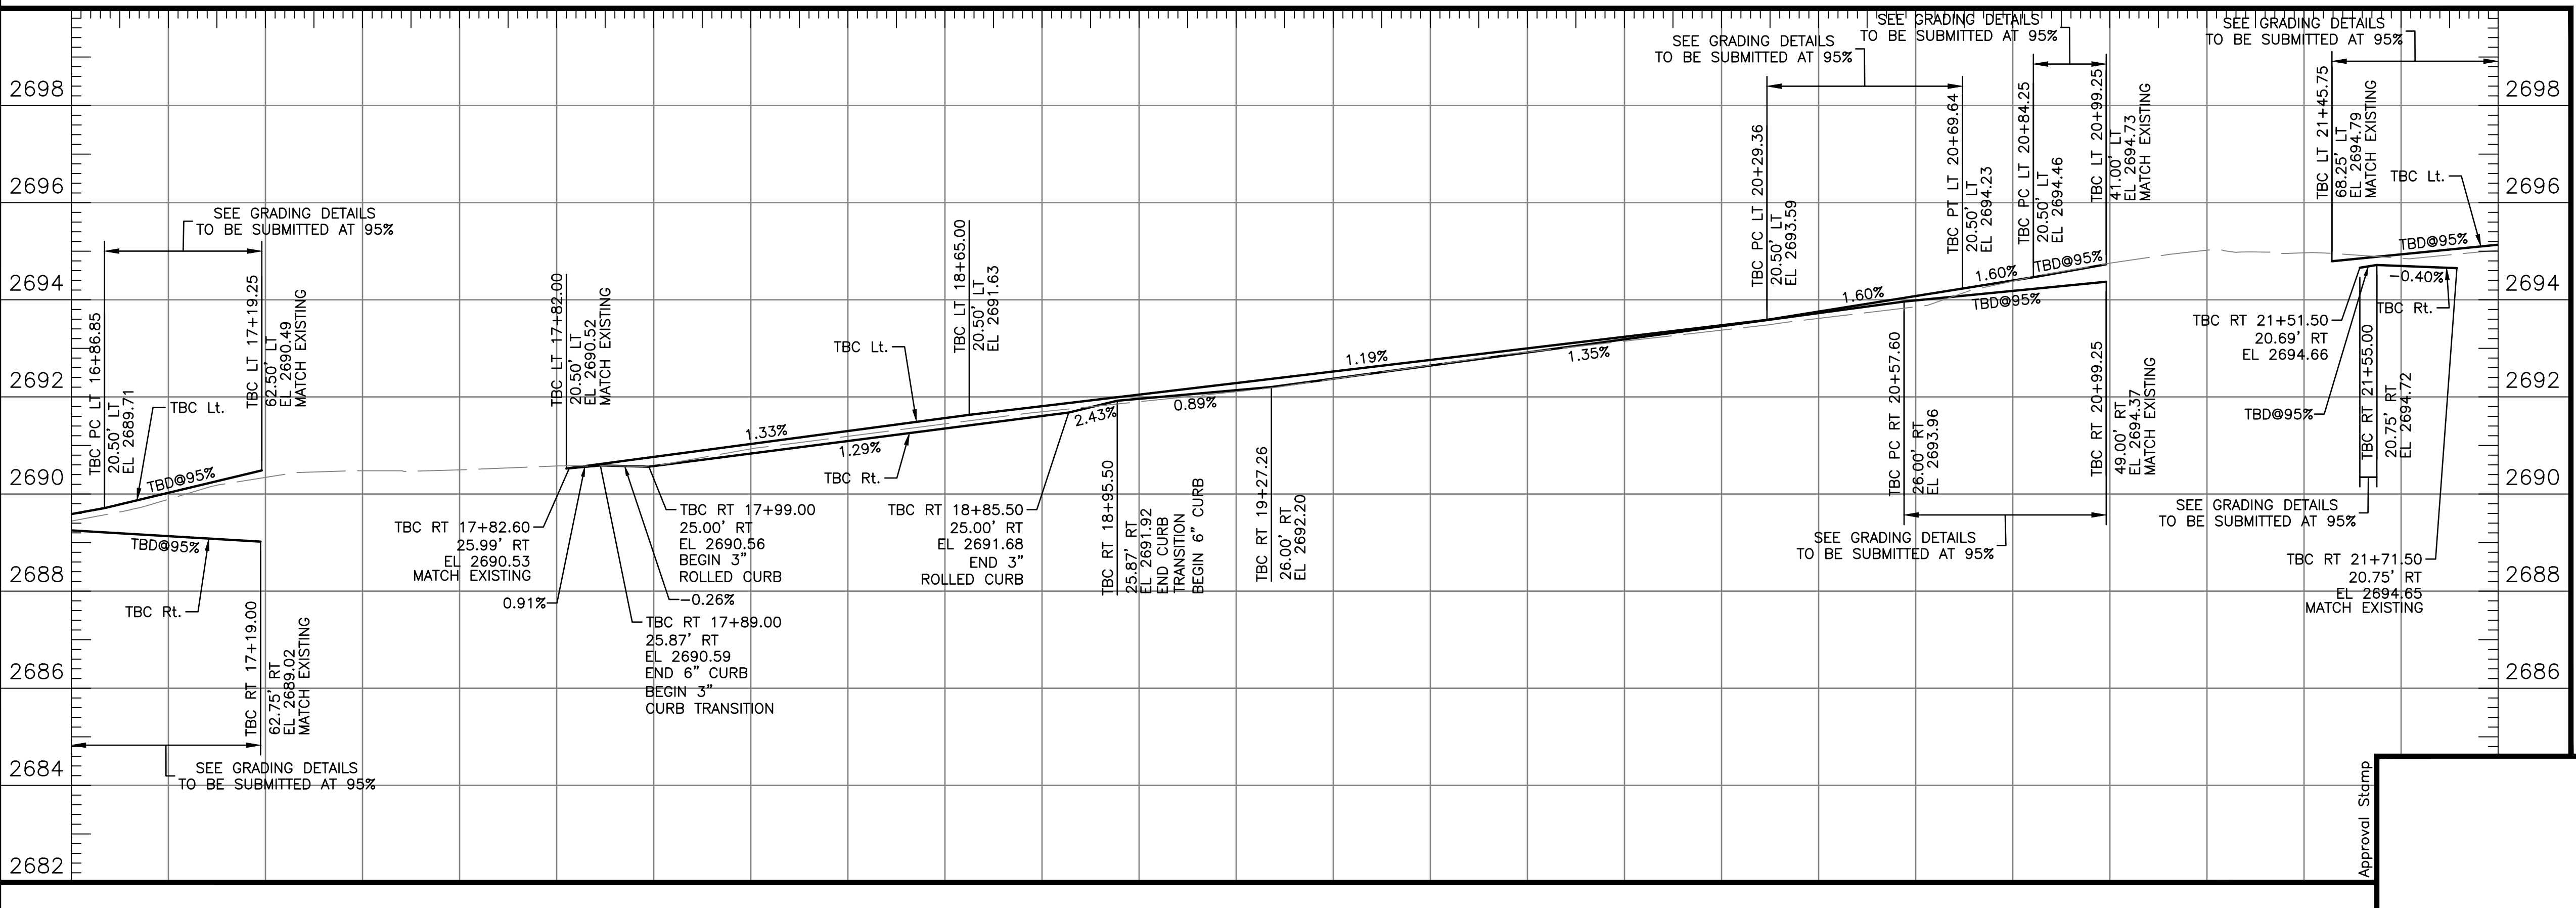 SEE GRADING DETAILS
TO BE SUBMITTED AT 95%
SEE GRADING DETAILS
TO BE SUBMITTED AT 95%
SEE GRADING DETAILS
TO BE SUBMITTED AT 95%
2698
2698
2696
2696
2694
2694
2692
2692
2690
2690
2688
2688
2686
2686
2684
2682
SEE GRADING DETAILS
TO BE SUBMITTED AT 95%
TBC PC LT 16+86.85
20.50' LT
EL 2689.71
TBC Lt.
TBD@95%
TBC LT 17+19.25
62.50' LT
EL 2690.49
MATCH EXISTING
TBD@95%
TBC Rt.
TBC RT 17+19.00
62.75' RT
EL 2689.02
MATCH EXISTING
SEE GRADING DETAILS
TO BE SUBMITTED AT 95%
TBC LT 17+82.00
20.50' LT
EL 2690.52
MATCH EXISTING
TBC RT 17+82.60
25.99' RT
EL 2690.53
MATCH EXISTING
0.91%
TBC RT 17+99.00
25.00' RT
EL 2690.56
BEGIN 3"
ROLLED CURB
-0.26%
TBC RT 17+89.00
25.87' RT
EL 2690.59
END 6" CURB
BEGIN 3"
CURB TRANSITION
1.33%
1.29%
TBC Lt.
TBC Rt.
TBC LT 18+65.00
20.50' LT
EL 2691.63
TBC RT 18+85.50
25.00' RT
EL 2691.68
END 3"
ROLLED CURB
2.43%
TBC RT 18+95.50
25.87' RT
EL 2691.92
END CURB
TRANSITION
BEGIN 6" CURB
0.89%
TBC RT 19+27.26
26.00' RT
EL 2692.20
1.19%
1.35%
TBC PC LT 20+29.36
20.50' LT
EL 2693.59
1.60%
TBC PT LT 20+69.64
20.50' LT
EL 2694.23
1.60%
TBC PC LT 20+84.25
20.50' LT
EL 2694.46
TBD@95%
TBC LT 20+99.25
41.00' LT
EL 2694.73
MATCH EXISTING
TBD@95%
TBC PC RT 20+57.60
26.00' RT
EL 2693.96
TBC RT 20+99.25
49.00' RT
EL 2694.37
MATCH EXISTING
SEE GRADING DETAILS
TO BE SUBMITTED AT 95%
TBC LT 21+45.75
68.25' LT
EL 2694.79
MATCH EXISTING
TBC Lt.
TBD@95%
-0.40%
TBC Rt.
TBC RT 21+51.50
20.69' RT
EL 2694.66
TBD@95%
TBC RT 21+55.00
20.75' RT
EL 2694.72
SEE GRADING DETAILS
TO BE SUBMITTED AT 95%
TBC RT 21+71.50
20.75' RT
EL 2694.65
MATCH EXISTING
Approval Stamp